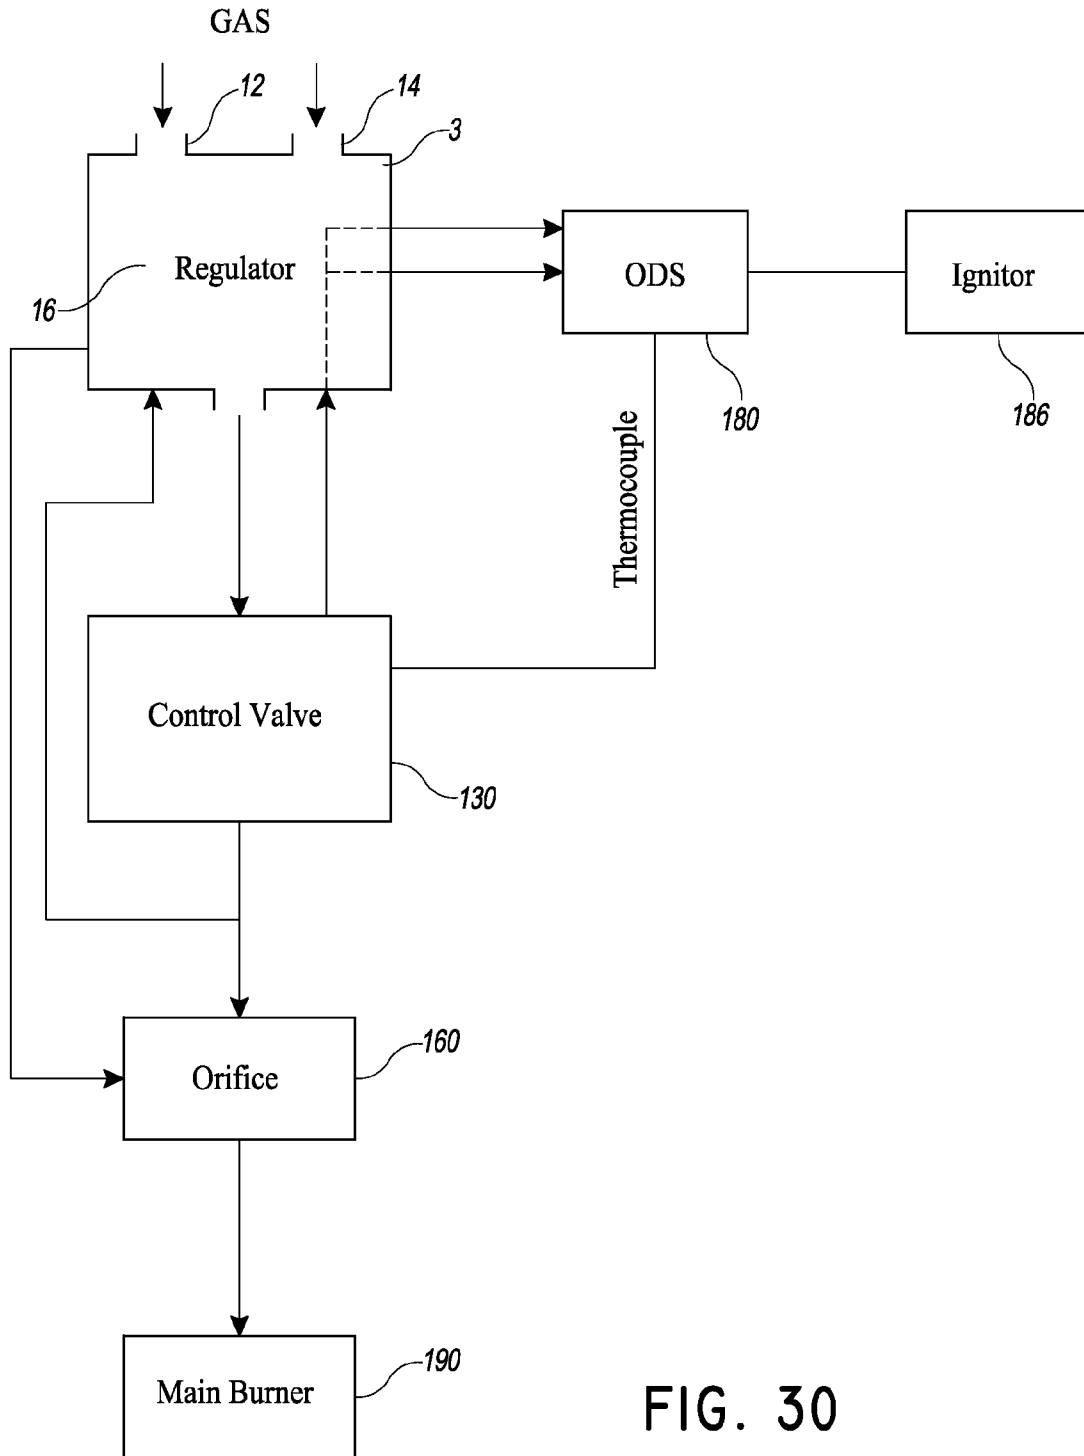 GAS
12
14
3
Regulator
16
ODS
180
Ignitor
186
Thermocouple
Control Valve
130
Orifice
160
Main Burner
190
FIG. 30